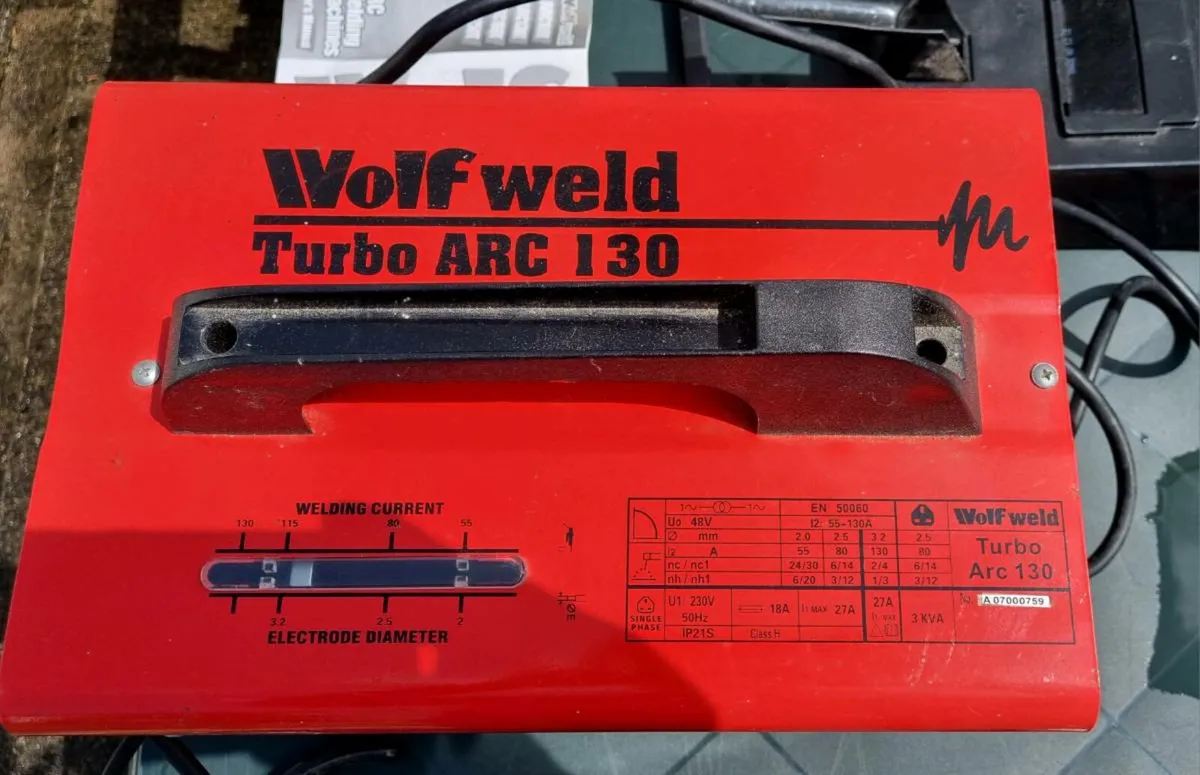 Wolf weld
Turbo ARC 130
WELDING CURRENT
130 115 80 55
3.2 2.5 2
ELECTRODE DIAMETER
EN 50060
Wolf weld
Uo 48V
I2: 55-130A
Ø mm 2.0 2.5 3.2 2.5
Turbo
I2 A 55 80 130 80
Arc 130
nc / nc1 24/30 6/14 2/4 6/14
nh / nh1 6/20 3/12 1/3 3/12
A 07000759
SINGLE PHASE
U1 230V
50Hz
18A
I1 MAX 27A
27A
I1 MAX
3 KVA
IP21S
Class H